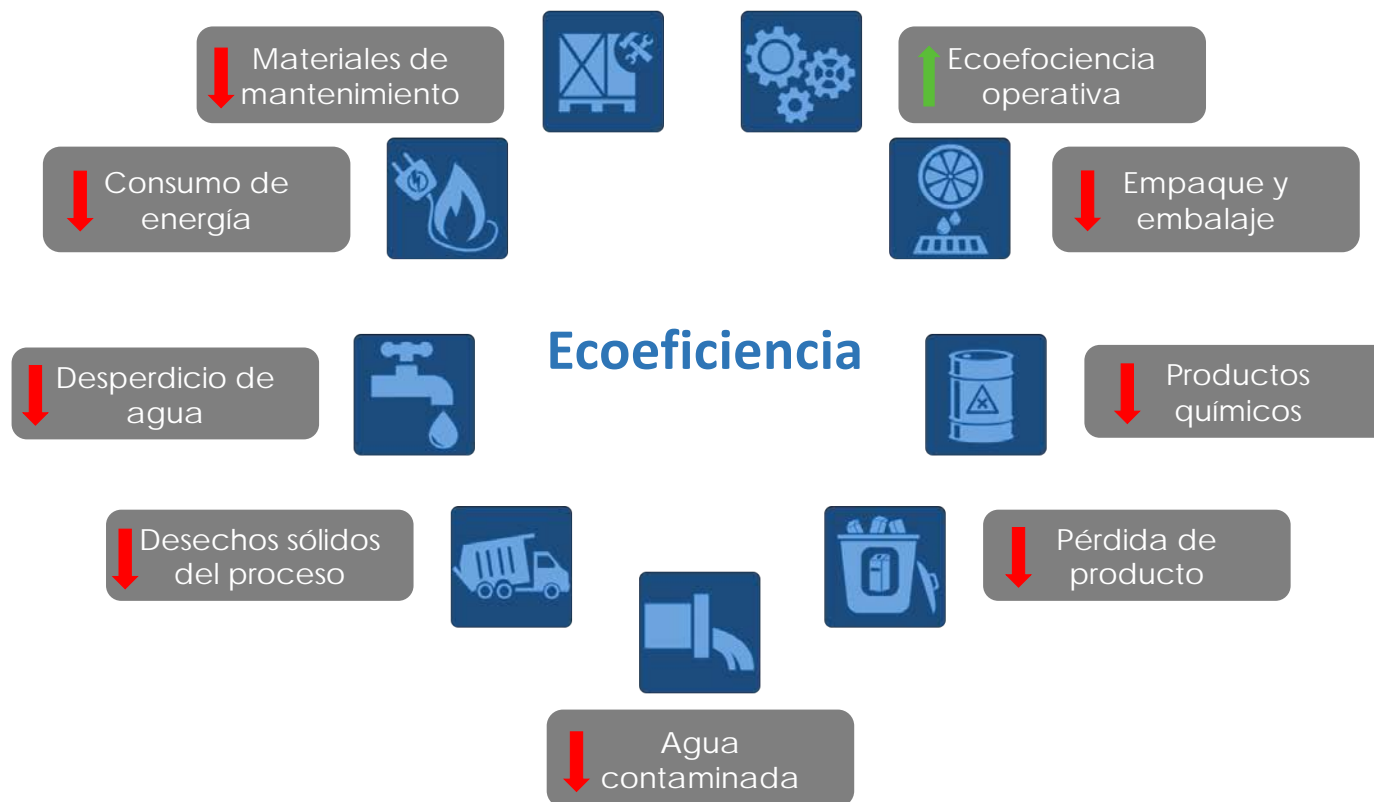 Materiales de
mantenimiento
Ecoefociencia
operativa
Consumo de
energía
Empaque y
embalaje
Ecoeficiencia
Desperdicio de
agua
Productos
químicos
Desechos sólidos
del proceso
Pérdida de
producto
Agua
contaminada